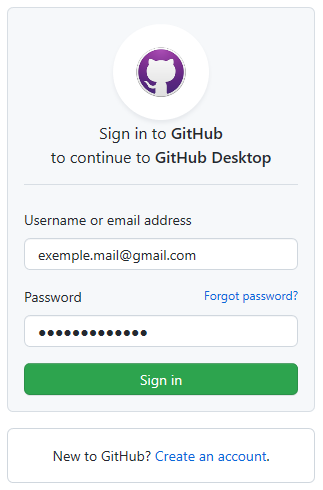 Sign in to GitHub
to continue to GitHub Desktop
Username or email address
exemple.mail@gmail.com
Password Forgot password?
●●●●●●●●●●●●●
Sign in
New to GitHub? Create an account.